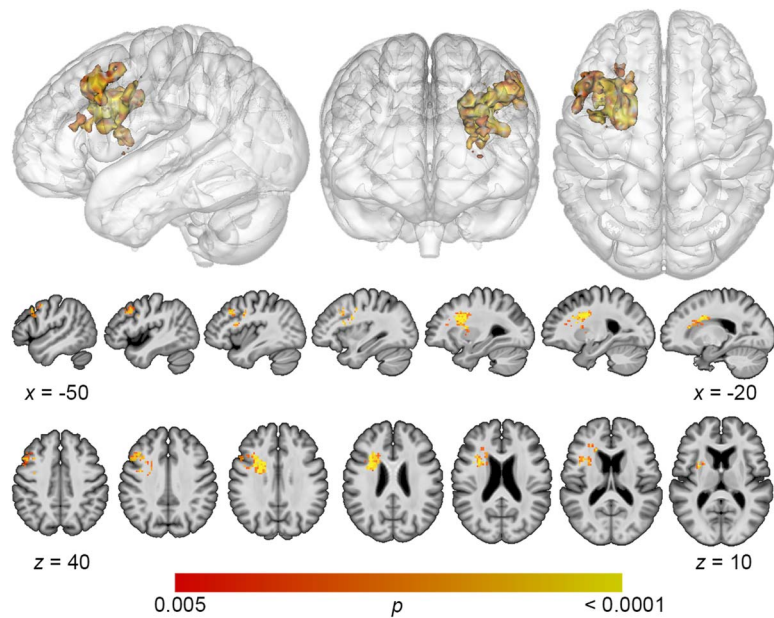 x = -50
x = -20
z = 40
z = 10
0.005
p
< 0.0001